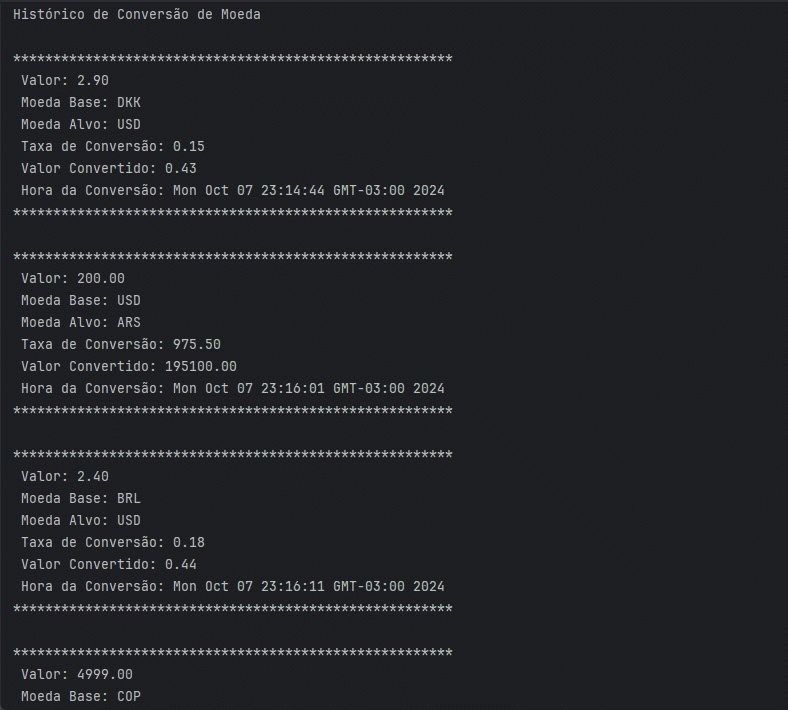 Histórico de Conversão de Moeda
*******************************************************
Valor: 2.90
Moeda Base: DKK
Moeda Alvo: USD
Taxa de Conversão: 0.15
Valor Convertido: 0.43
Hora da Conversão: Mon Oct 07 23:14:44 GMT-03:00 2024
*******************************************************
*******************************************************
Valor: 200.00
Moeda Base: USD
Moeda Alvo: ARS
Taxa de Conversão: 975.50
Valor Convertido: 195100.00
Hora da Conversão: Mon Oct 07 23:16:01 GMT-03:00 2024
*******************************************************
*******************************************************
Valor: 2.40
Moeda Base: BRL
Moeda Alvo: USD
Taxa de Conversão: 0.18
Valor Convertido: 0.44
Hora da Conversão: Mon Oct 07 23:16:11 GMT-03:00 2024
*******************************************************
*******************************************************
Valor: 4999.00
Moeda Base: COP